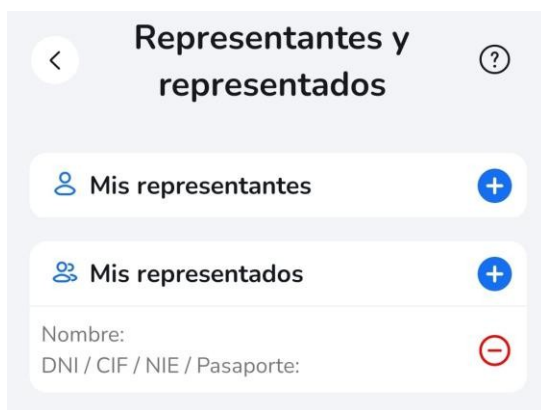 Representantes y
representados
Mis representantes
Mis representados
Nombre:
DNI / CIF / NIE / Pasaporte: